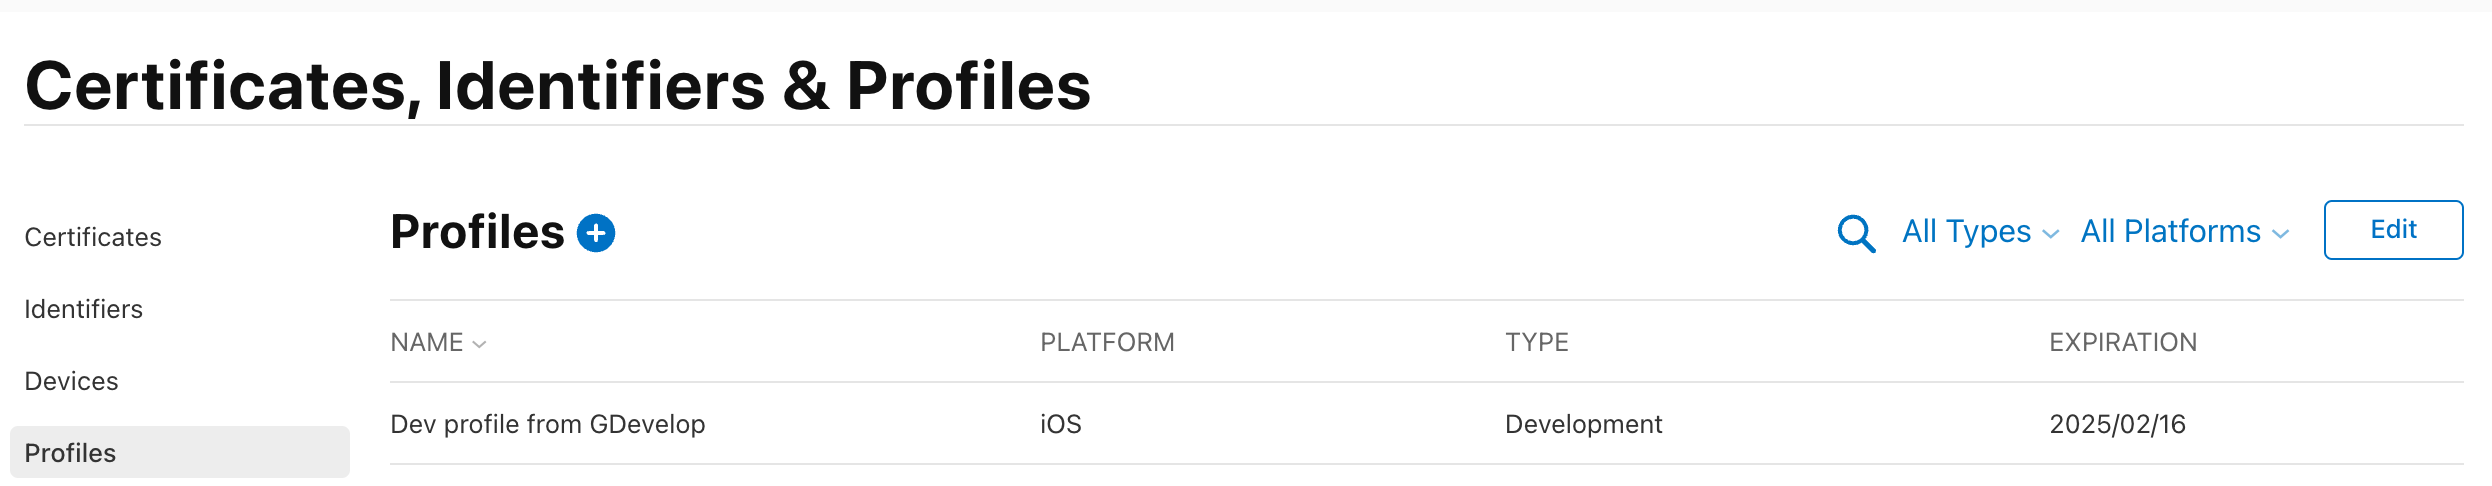 Certificates, Identifiers & Profiles
Certificates
Identifiers
Devices
Profiles
Profiles
All Types
All Platforms
Edit
NAME PLATFORM TYPE EXPIRATION
Dev profile from GDevelop iOS Development 2025/02/16